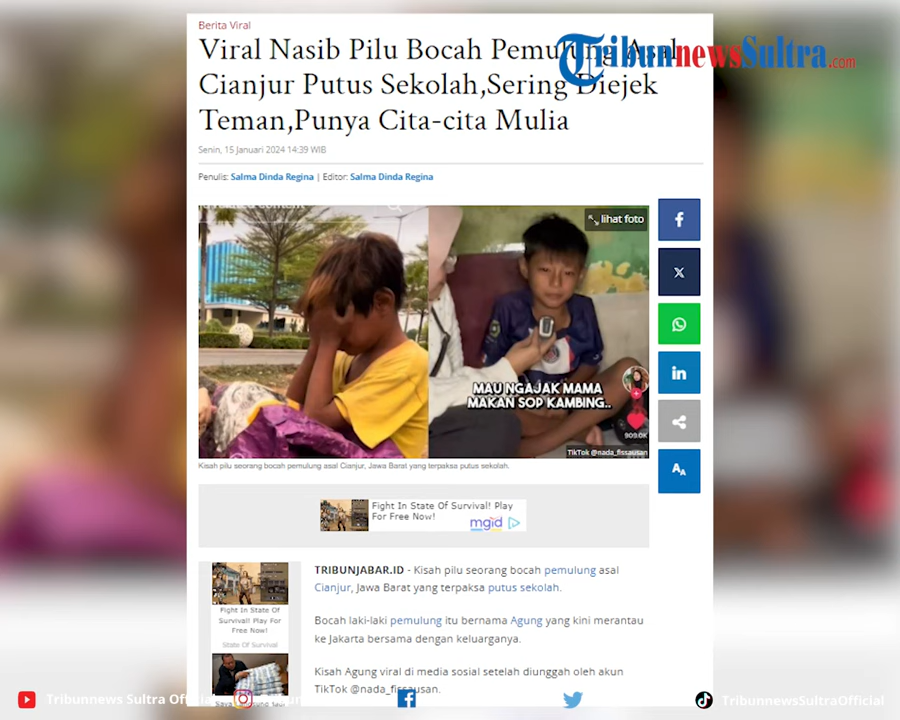 Berita Viral
Viral Nasib Pilu Bocah Pemulung Asal
Cianjur Putus Sekolah,Sering Diejek
Teman,Punya Cita-cita Mulia
TribunnewsSultra.com
Senin, 15 Januari 2024 14:39 WIB
Penulis: Salma Dinda Regina | Editor: Salma Dinda Regina
lihat foto
MAU NGAJAK MAMA
MAKAN SOP KAMBING..
909.0K
TikTok @nada_fissausan
Kisah pilu seorang bocah pemulung asal Cianjur, Jawa Barat yang terpaksa putus sekolah.
Fight In State Of Survival! Play
For Free Now!
mgid
TRIBUNJABAR.ID - Kisah pilu seorang bocah pemulung asal
Cianjur, Jawa Barat yang terpaksa putus sekolah.
Bocah laki-laki pemulung itu bernama Agung yang kini merantau
ke Jakarta bersama dengan keluarganya.
Kisah Agung viral di media sosial setelah diunggah oleh akun
TikTok @nada_fissausan.
Fight In State Of
Survival! Play For
Free Now!
State Of Survival
Tribunnews Sultra Official
TribunnewsSultraOfficial